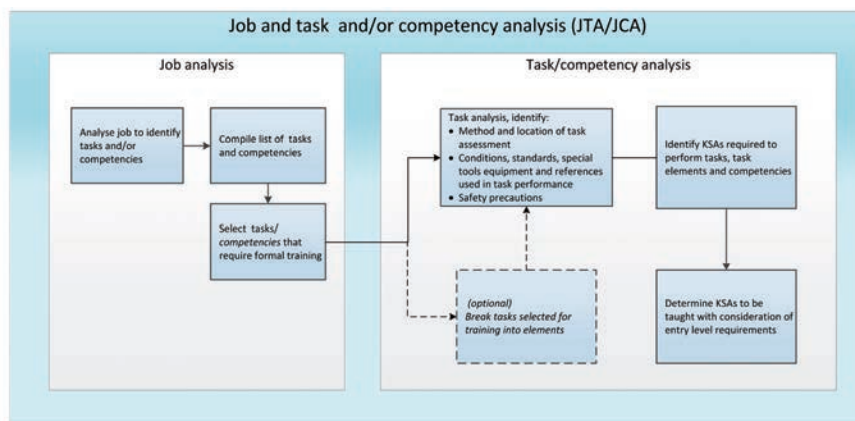 Job and task and/or competency analysis (JTA/JCA)
Job analysis
Analyse job to identify
tasks and/or
competencies
Compile list of tasks
and competencies
Select tasks/
competencies that
require formal training
Task/competency analysis
Task analysis, identify:
• Method and location of task
assessment
• Conditions, standards, special
tools equipment and references
used in task performance
• Safety precautions
(optional)
Break tasks selected for
training into elements
Identify KSAs required to
perform tasks, task
elements and competencies
Determine KSAs to be
taught with consideration of
entry level requirements